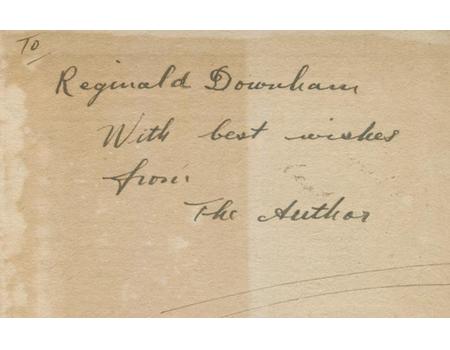 To
Reginald Downham
With best wishes
from
The Author